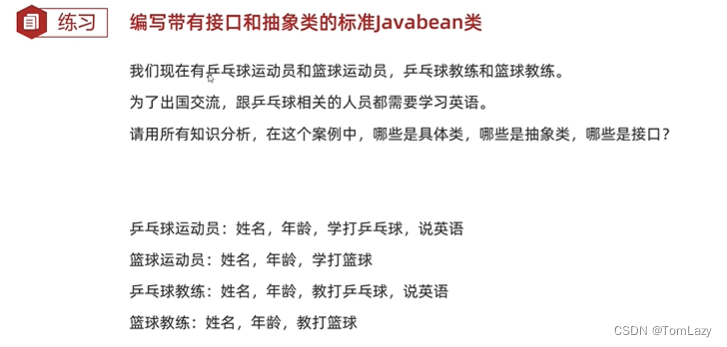 练习
编写带有接口和抽象类的标准Javabean类
我们现在有乒乓球运动员和篮球运动员，乒乓球教练和篮球教练。
为了出国交流，跟乒乓球相关的人员都需要学习英语。
请用所有知识分析，在这个案例中，哪些是具体类，哪些是抽象类，哪些是接口？
乒乓球运动员：姓名，年龄，学打乒乓球，说英语
篮球运动员：姓名，年龄，学打篮球
乒乓球教练：姓名，年龄，教打乒乓球，说英语
篮球教练：姓名，年龄，教打篮球
CSDN @TomLazy